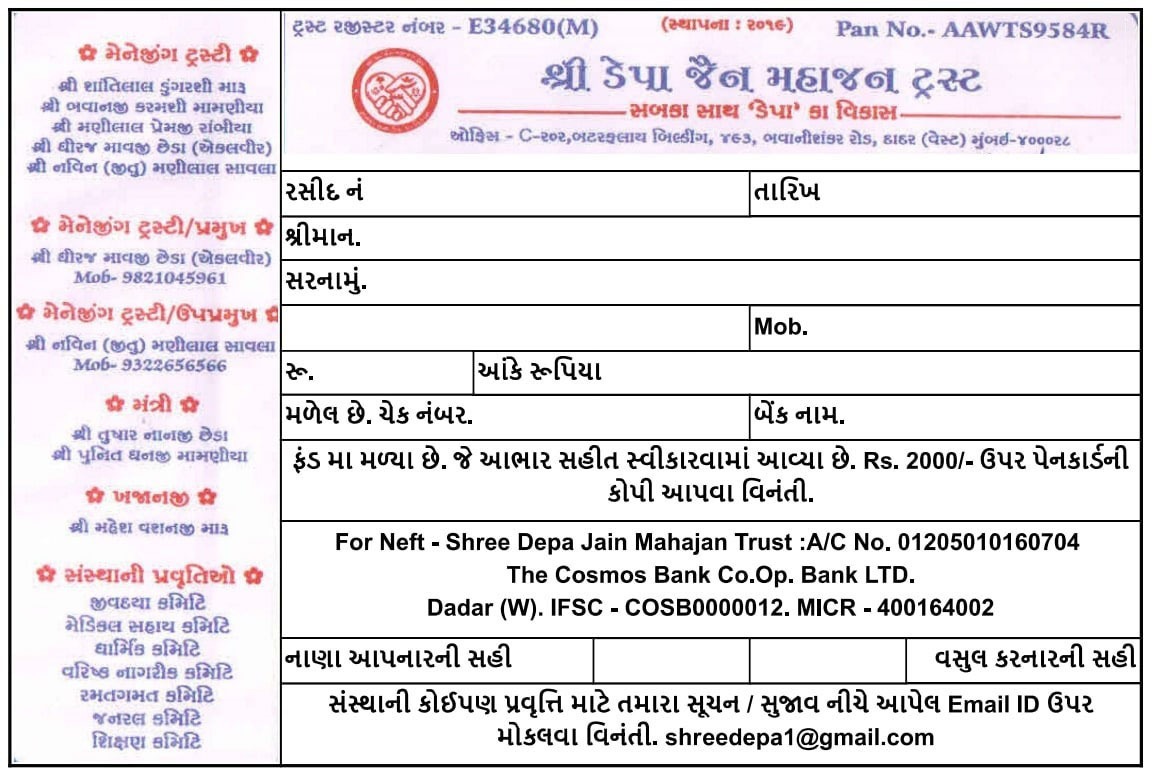 ✿ મેનેજીંગ ટ્રસ્ટી ✿
શ્રી શાંતિલાલ ડુંગરશી મારૂ
શ્રી બવાનજી કરમશી મામણીયા
શ્રી મણીલાલ પ્રેમજી રાંભીયા
શ્રી ધીરજ માવજી છેડા (એકલવીર)
શ્રી નવિન (જીતુ) મણીલાલ સાવલા
✿ મેનેજીંગ ટ્રસ્ટી/પ્રમુખ ✿
શ્રી ધીરજ માવજી છેડા (એકલવીર)
Mob- 9821045961
✿ મેનેજીંગ ટ્રસ્ટી/ઉપપ્રમુખ ✿
શ્રી નવિન (જીતુ) મણીલાલ સાવલા
Mob- 9322656566
✿ મંત્રી ✿
શ્રી તુષાર નાનજી છેડા
શ્રી પુનિત ધનજી મામણીયા
✿ ખજાનજી ✿
શ્રી મહેશ વશનજી મારૂ
✿ સંસ્થાની પ્રવૃતિઓ ✿
જીવદયા કમિટિ
મેડિકલ સહાય કમિટિ
ધાર્મિક કમિટિ
વરિષ્ઠ નાગરીક કમિટિ
રમતગમત કમિટિ
જનરલ કમિટિ
શિક્ષણ કમિટિ
ટ્રસ્ટ રજીસ્ટર નંબર - E34680(M) (સ્થાપના : ૨૦૧૯) Pan No.- AAWTS9584R
શ્રી ડેપા જૈન મહાજન ટ્રસ્ટ
સબકા સાથ ‘ડેપા’ કા વિકાસ
ઓફિસ - C-૨૦૨,બટરફલાય બિલ્ડીંગ, ૪૬૩, ભવાનીશંકર રોડ, દાદર (વેસ્ટ) મુંબઈ-૪૦૦૦૨૮
રસીદ નં તારિખ
શ્રીમાન.
સરનામું.
Mob.
રૂ. આંકે રૂપિયા
મળેલ છે. ચેક નંબર. બેંક નામ.
ફંડ મા મળ્યા છે. જે આભાર સહીત સ્વીકારવામાં આવ્યા છે. Rs. 2000/- ઉપર પેનકાર્ડની
કોપી આપવા વિનંતી.
For Neft - Shree Depa Jain Mahajan Trust :A/C No. 01205010160704
The Cosmos Bank Co.Op. Bank LTD.
Dadar (W). IFSC - COSB0000012. MICR - 400164002
નાણા આપનારની સહી વસુલ કરનારની સહી
સંસ્થાની કોઈપણ પ્રવૃત્તિ માટે તમારા સૂચન / સુજાવ નીચે આપેલ Email ID ઉપર
મોકલવા વિનંતી. shreedepa1@gmail.com